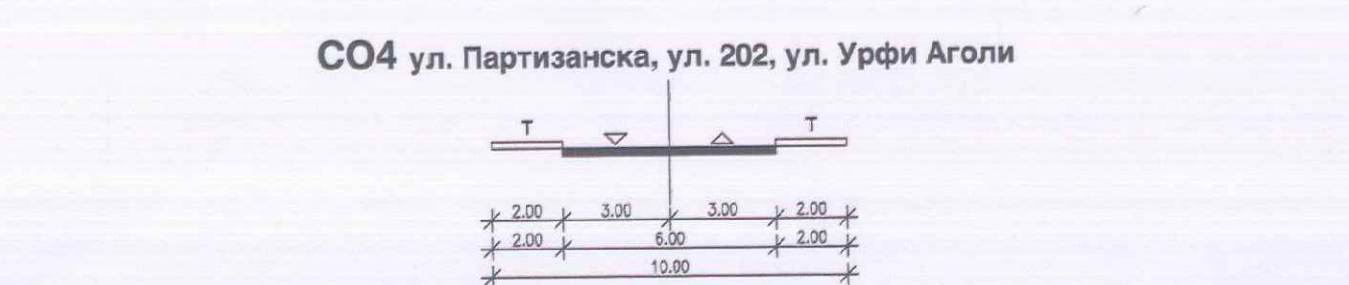 СО4 ул. Партизанска, ул. 202, ул. Урфи Аголи
Т Т
2.00 3.00 3.00 2.00
2.00 6.00 2.00
10.00